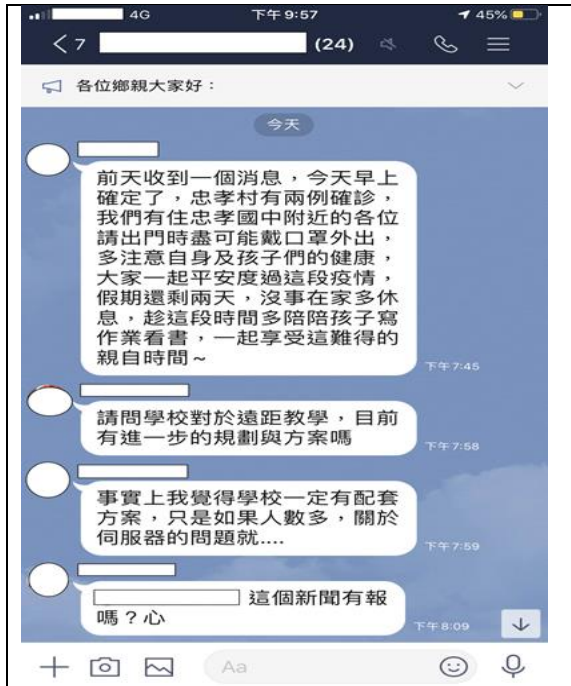 4G 下午 9:57 45%
7 (24)
各位鄉親大家好：
今天
前天收到一個消息，今天早上
確定了，忠孝村有兩例確診，
我們有住忠孝國中附近的各位
請出門時盡可能戴口罩外出，
多注意自身及孩子們的健康，
大家一起平安度過這段疫情，
假期還剩兩天，沒事在家多休
息，趁這段時間多陪陪孩子寫
作業看書，一起享受這難得的
親自時間～
下午 7:45
請問學校對於遠距教學，目前
有進一步的規劃與方案嗎
下午 7:58
事實上我覺得學校一定有配套
方案，只是如果人數多，關於
伺服器的問題就....
下午 7:59
這個新聞有報
嗎？心
下午 8:09
Aa